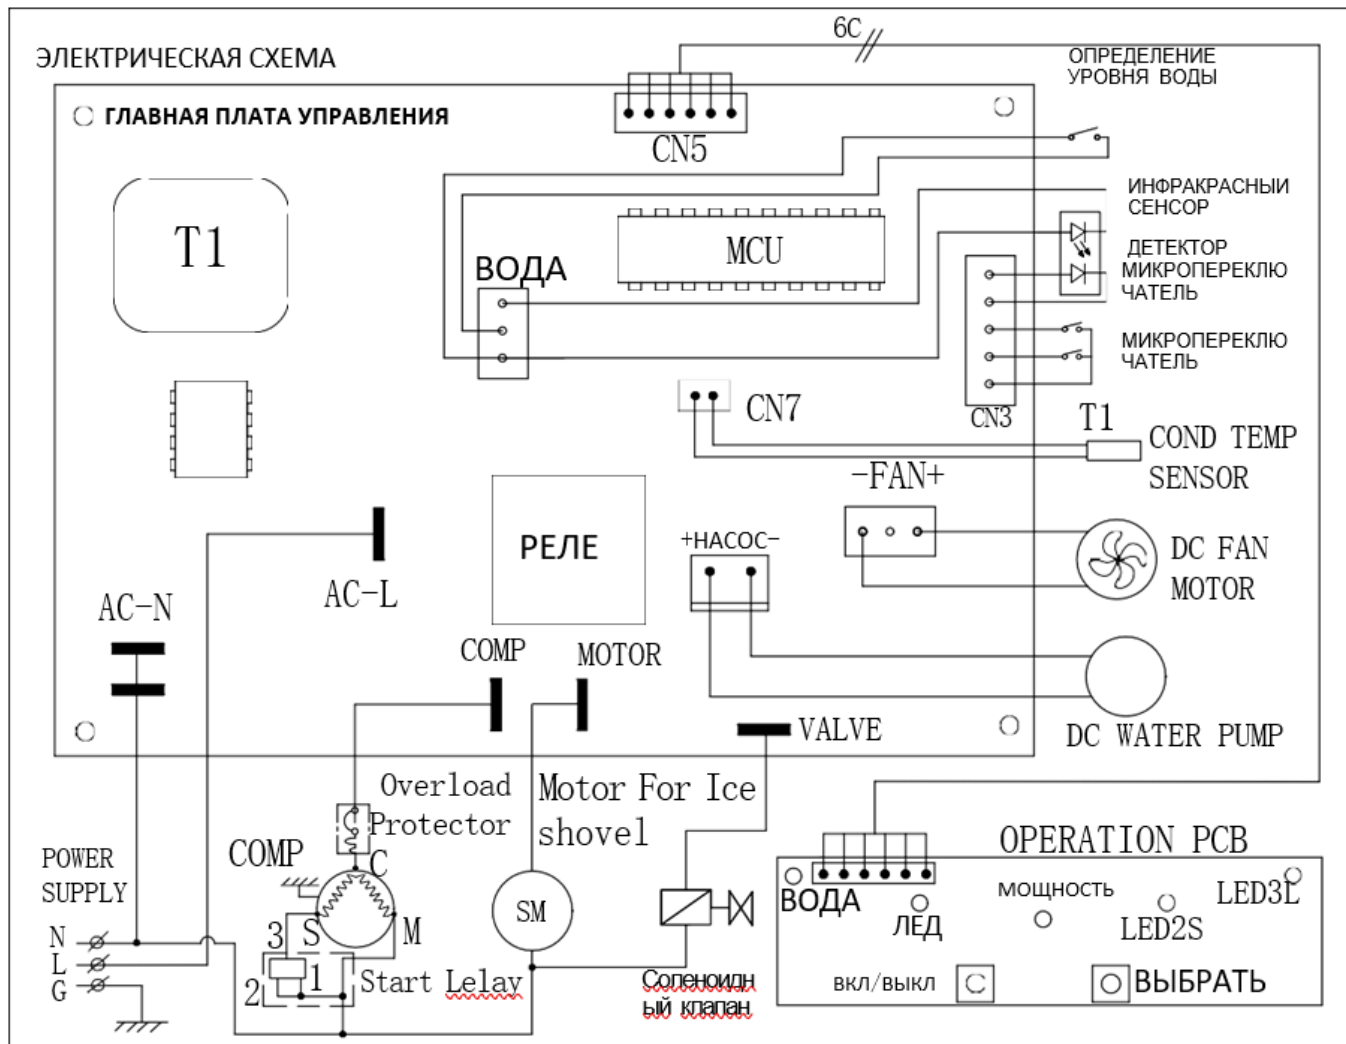 6C
ЭЛЕКТРИЧЕСКАЯ СХЕМА
ОПРЕДЕЛЕНИЕ
УРОВНЯ ВОДЫ
ГЛАВНАЯ ПЛАТА УПРАВЛЕНИЯ
CN5
T1
MCU
ВОДА
ИНФРАКРАСНЫЙ
СЕНСОР
ДЕТЕКТОР
МИКРОПЕРЕКЛЮ
ЧАТЕЛЬ
МИКРОПЕРЕКЛЮ
ЧАТЕЛЬ
CN7
CN3
T1
COND TEMP
SENSOR
-FAN+
РЕЛЕ
+НАСОС-
DC FAN
MOTOR
AC-L
AC-N
COMP
MOTOR
VALVE
DC WATER PUMP
Overload
Protector
Motor For Ice
shovel
COMP
C
S
M
3
2
1
Start Lelay
SM
POWER
SUPPLY
N
L
G
Соленоидн
ый клапан
OPERATION PCB
ВОДА
ЛЕД
МОЩНОСТЬ
LED2S
LED3L
ВКЛ/ВЫКЛ
ВЫБРАТЬ